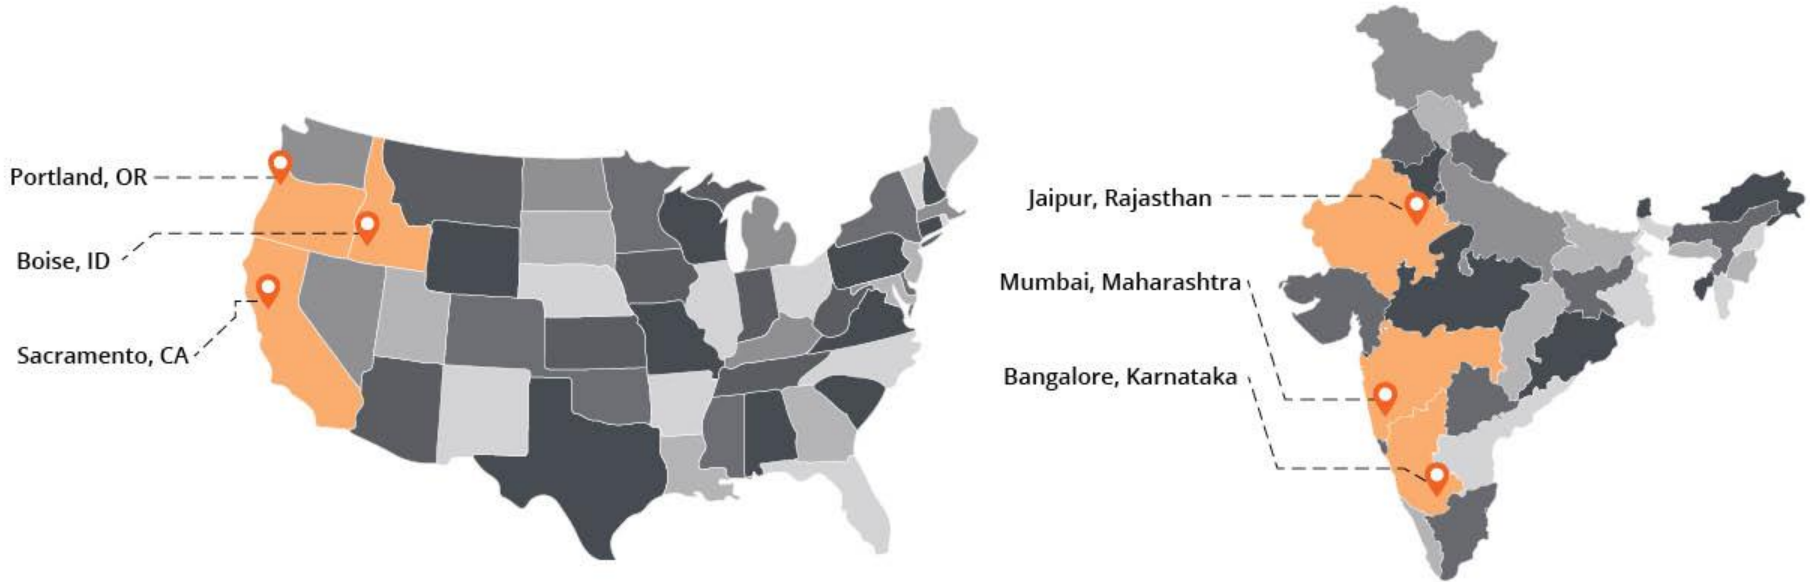 Portland, OR
Boise, ID
Sacramento, CA
Jaipur, Rajasthan
Mumbai, Maharashtra
Bangalore, Karnataka